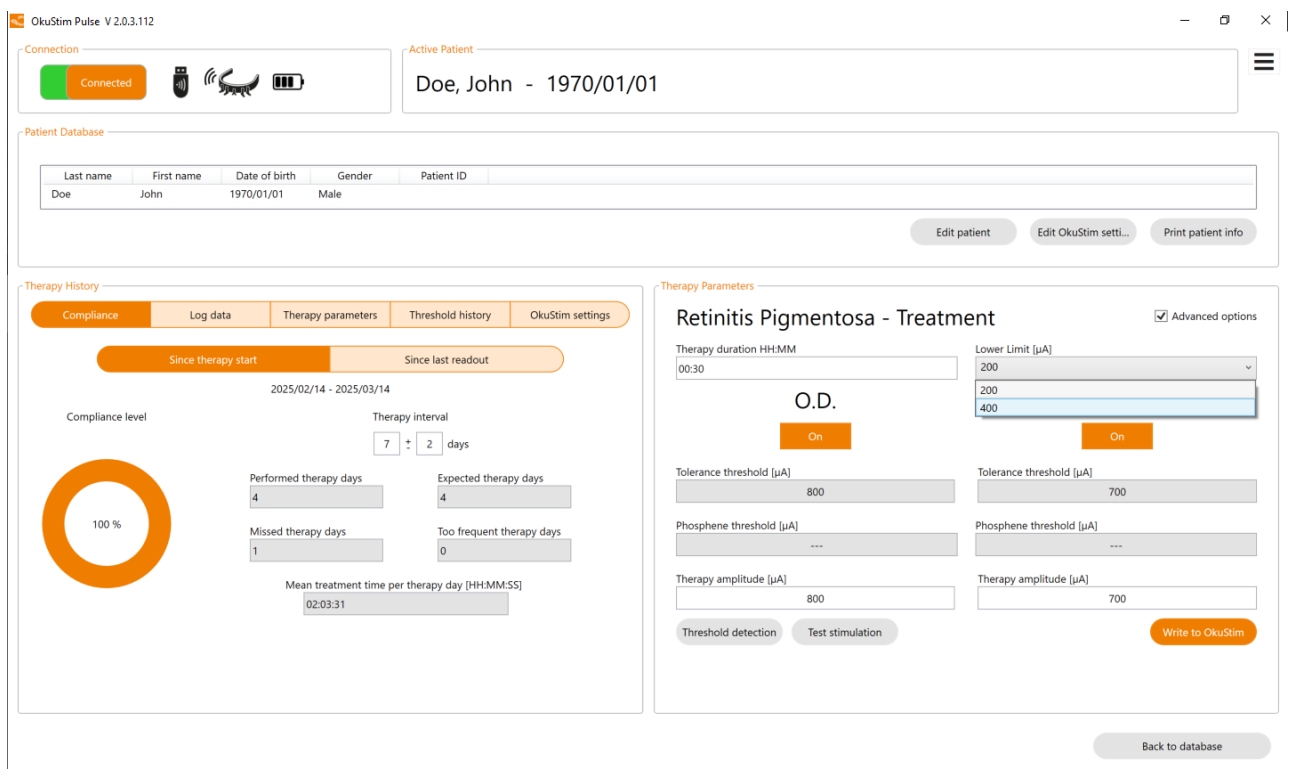 OkuStim Pulse V 2.0.3.112
Connection
Connected
Active Patient
Doe, John - 1970/01/01
Patient Database
Last name First name Date of birth Gender Patient ID
Doe John 1970/01/01 Male
Edit patient Edit OkuStim setti... Print patient info
Therapy History
Compliance Log data Therapy parameters Threshold history OkuStim settings
Since therapy start Since last readout
2025/02/14 - 2025/03/14
Compliance level
100 %
Therapy interval
7 ± 2 days
Performed therapy days Expected therapy days
4 4
Missed therapy days Too frequent therapy days
1 0
Mean treatment time per therapy day [HH:MM:SS]
02:03:31
Therapy Parameters
Retinitis Pigmentosa - Treatment
Advanced options
Therapy duration HH:MM Lower Limit [µA]
00:30 200
200
400
O.D.
On On
Tolerance threshold [µA] Tolerance threshold [µA]
800 700
Phosphene threshold [µA] Phosphene threshold [µA]
--- ---
Therapy amplitude [µA] Therapy amplitude [µA]
800 700
Threshold detection Test stimulation Write to OkuStim
Back to database